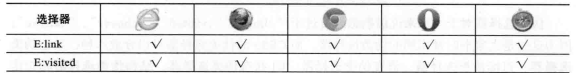 选择器
E:link √ √ √ √ √
E:visited √ √ √ √ √